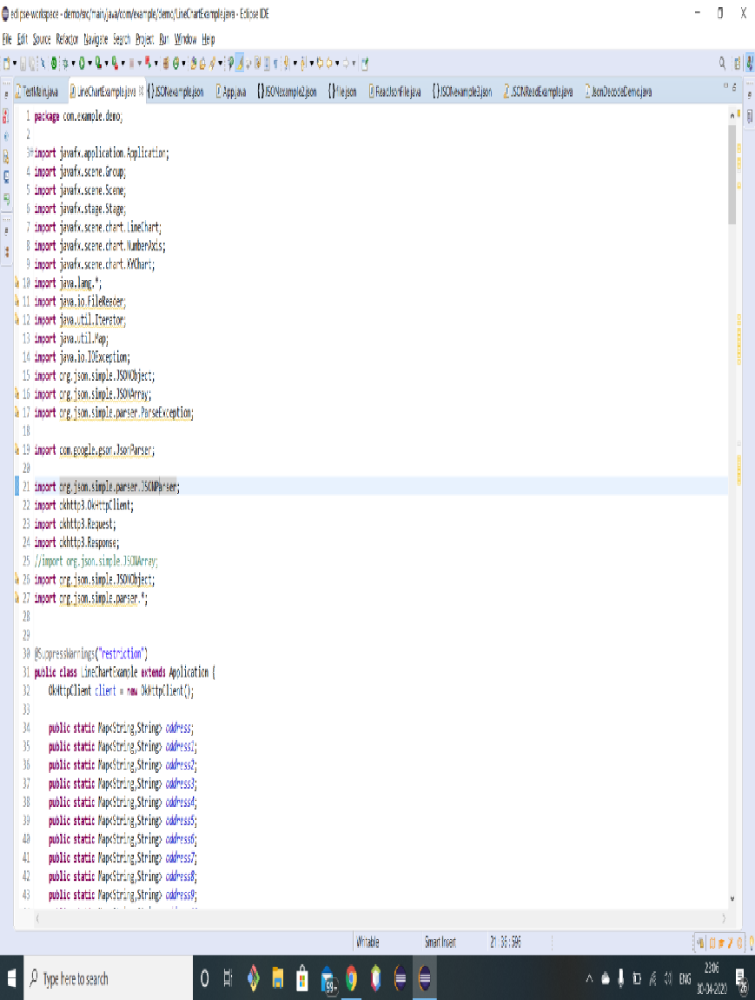 eclipse-workspace - demo/src/main/java/com/example/demo/LineChartExample.java - Eclipse IDE
File Edit Source Refactor Navigate Search Project Run Window Help
TestMain.java LineChartExample.java {} JSONexample.json App.java {} JSONexample2.json {} file.json ReadJsonFile.java {} JSONexample3.json JSONReadExample.java JsonDecodeDemo.java
1 package com.example.demo;
2
3 import javafx.application.Application;
4 import javafx.scene.Group;
5 import javafx.scene.Scene;
6 import javafx.stage.Stage;
7 import javafx.scene.chart.LineChart;
8 import javafx.scene.chart.NumberAxis;
9 import javafx.scene.chart.XYChart;
10 import java.lang.*;
11 import java.io.FileReader;
12 import java.util.Iterator;
13 import java.util.Map;
14 import java.io.IOException;
15 import org.json.simple.JSONObject;
16 import org.json.simple.JSONArray;
17 import org.json.simple.parser.ParseException;
18
19 import com.google.gson.JsonParser;
20
21 import org.json.simple.parser.JSONParser;
22 import okhttp3.OkHttpClient;
23 import okhttp3.Request;
24 import okhttp3.Response;
25 //import org.json.simple.JSONArray;
26 import org.json.simple.JSONObject;
27 import org.json.simple.parser.*;
28
29
30 @SuppressWarnings("restriction")
31 public class LineChartExample extends Application {
32 OkHttpClient client = new OkHttpClient();
33
34 public static Map<String,String> address;
35 public static Map<String,String> address1;
36 public static Map<String,String> address2;
37 public static Map<String,String> address3;
38 public static Map<String,String> address4;
39 public static Map<String,String> address5;
40 public static Map<String,String> address6;
41 public static Map<String,String> address7;
42 public static Map<String,String> address8;
43 public static Map<String,String> address9;
Writable Smart Insert 21 : 36 : 596
Type here to search
99+
ENG
23:06
30-04-2020
26